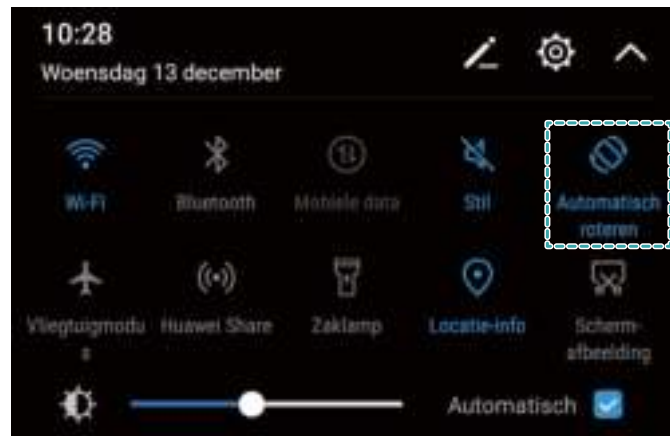 10:28
Woensdag 13 december
Wi-Fi
Bluetooth
Mobiele data
Stil
Automatisch
roteren
Vliegtuigmodu
s
Huawei Share
Zaklamp
Locatie-info
Scherm-
afbeelding
Automatisch